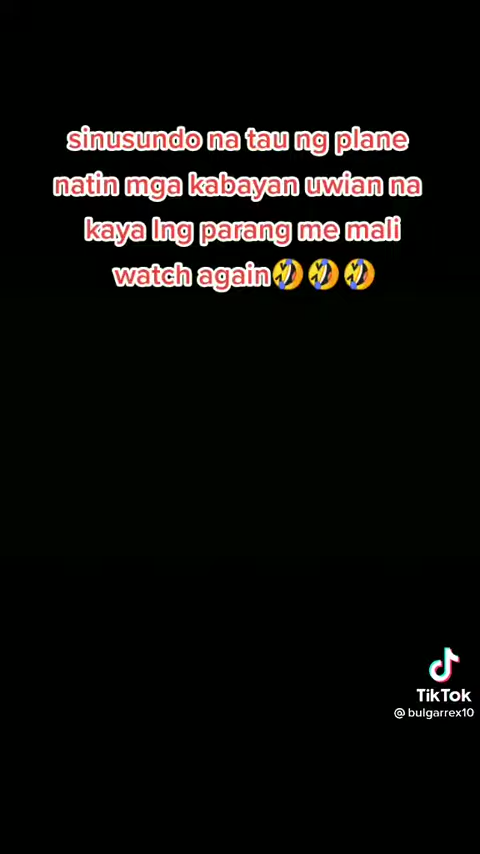 sinusundo na tau ng plane
natin mga kabayan uwian na
kaya lng parang me mali
watch again🤣🤣🤣
TikTok
@bulgarrex10